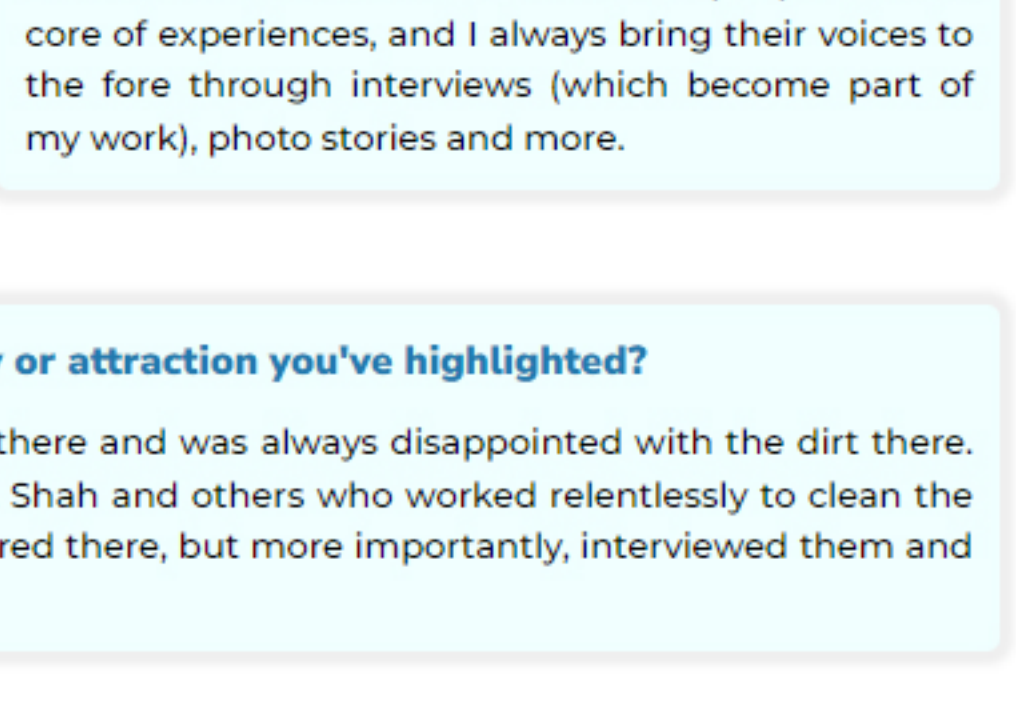 core of experiences, and I always bring their voices to
the fore through interviews (which become part of
my work), photo stories and more.
or attraction you've highlighted?
there and was always disappointed with the dirt there.
Shah and others who worked relentlessly to clean the
there, but more importantly, interviewed them and